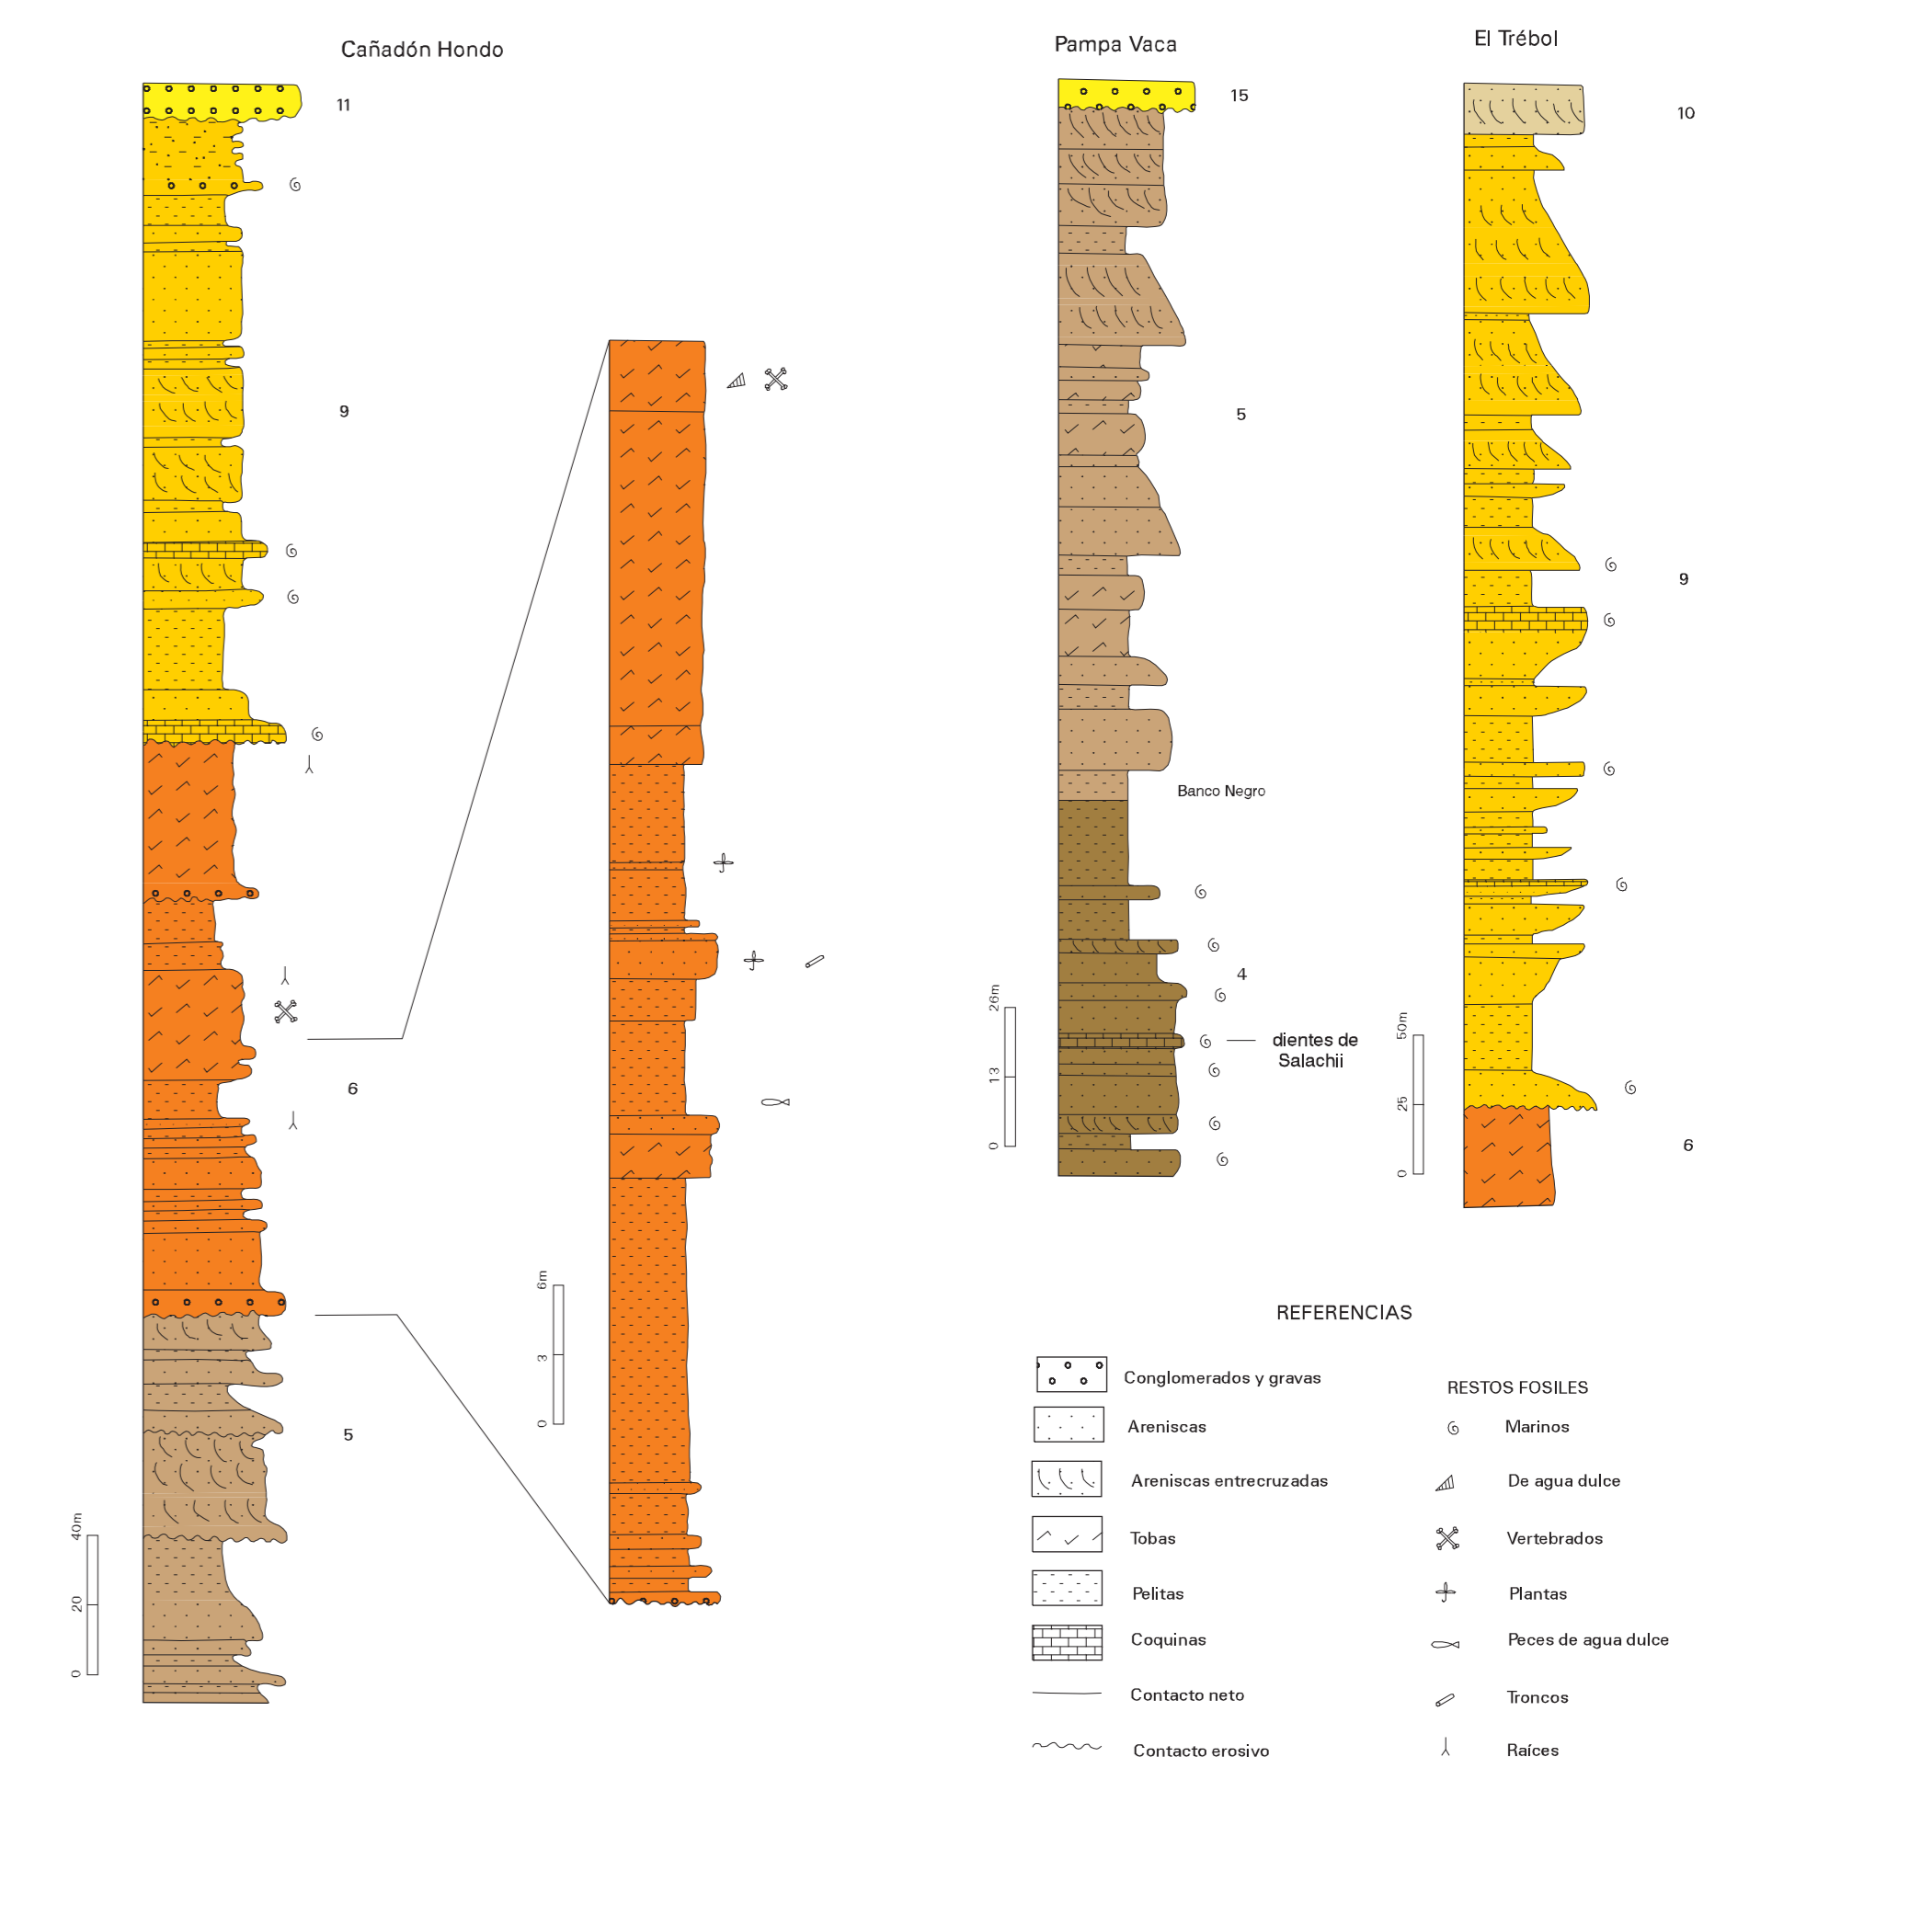 Cañadón Hondo
11
9
6
5
40m
20
0
6m
3
0
Pampa Vaca
15
5
Banco Negro
4
dientes de
Salachii
26m
13
0
El Trébol
10
9
6
50m
25
0
REFERENCIAS
Conglomerados y gravas
Areniscas
Areniscas entrecruzadas
Tobas
Pelitas
Coquinas
Contacto neto
Contacto erosivo
RESTOS FOSILES
Marinos
De agua dulce
Vertebrados
Plantas
Peces de agua dulce
Troncos
Raíces